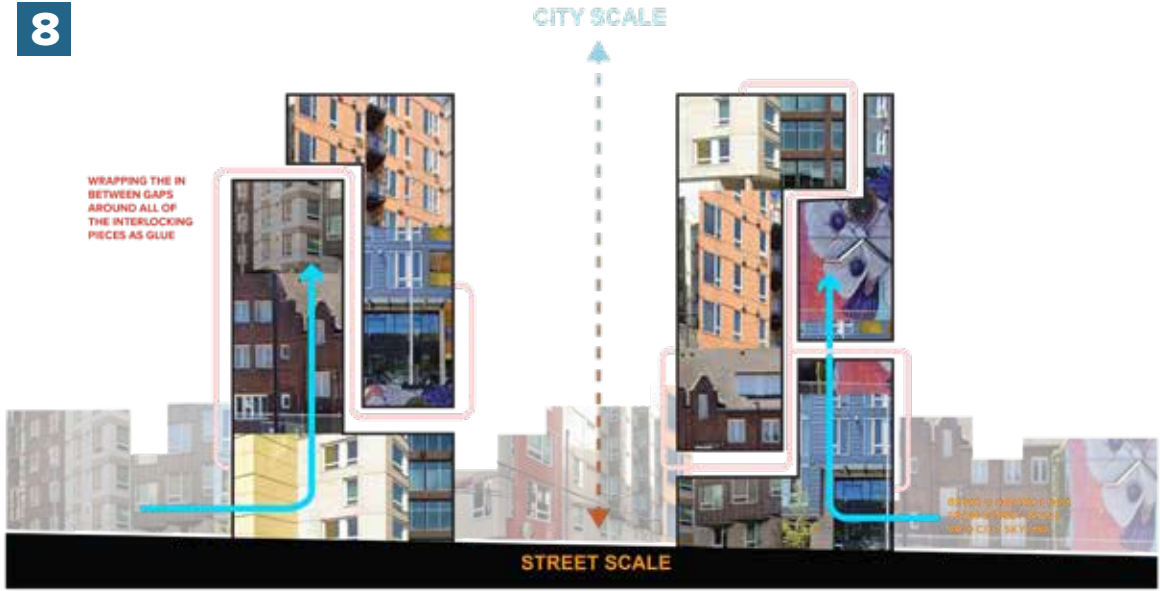 8
CITY SCALE
WRAPPING THE IN
BETWEEN GAPS
AROUND ALL OF
THE INTERLOCKING
PIECES AS GLUE
STREET SCALE